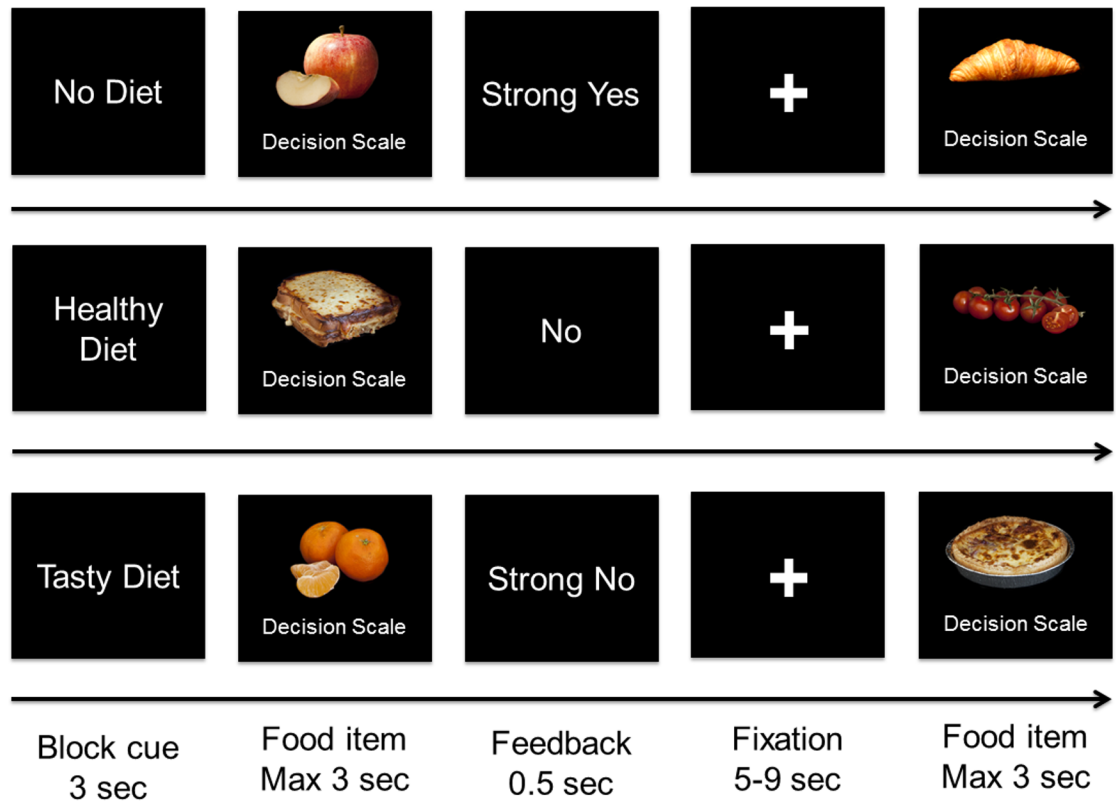 No Diet
Decision Scale
Strong Yes
Decision Scale
Healthy
Diet
Decision Scale
No
Decision Scale
Tasty Diet
Decision Scale
Strong No
Decision Scale
Block cue
3 sec
Food item
Max 3 sec
Feedback
0.5 sec
Fixation
5-9 sec
Food item
Max 3 sec